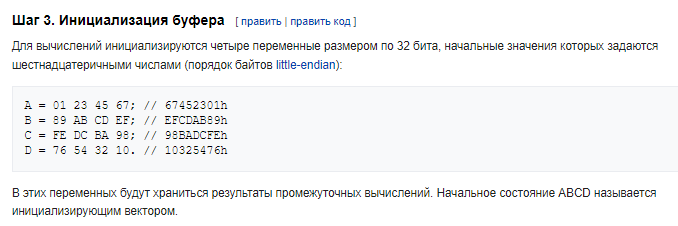 Шаг 3. Инициализация буфера [ править | править код ]
Для вычислений инициализируются четыре переменные размером по 32 бита, начальные значения которых задаются
шестнадцатеричными числами (порядок байтов little-endian):
A = 01 23 45 67; // 67452301h
B = 89 AB CD EF; // EFCDAB89h
C = FE DC BA 98; // 98BADCFEh
D = 76 54 32 10. // 10325476h
В этих переменных будут храниться результаты промежуточных вычислений. Начальное состояние ABCD называется
инициализирующим вектором.